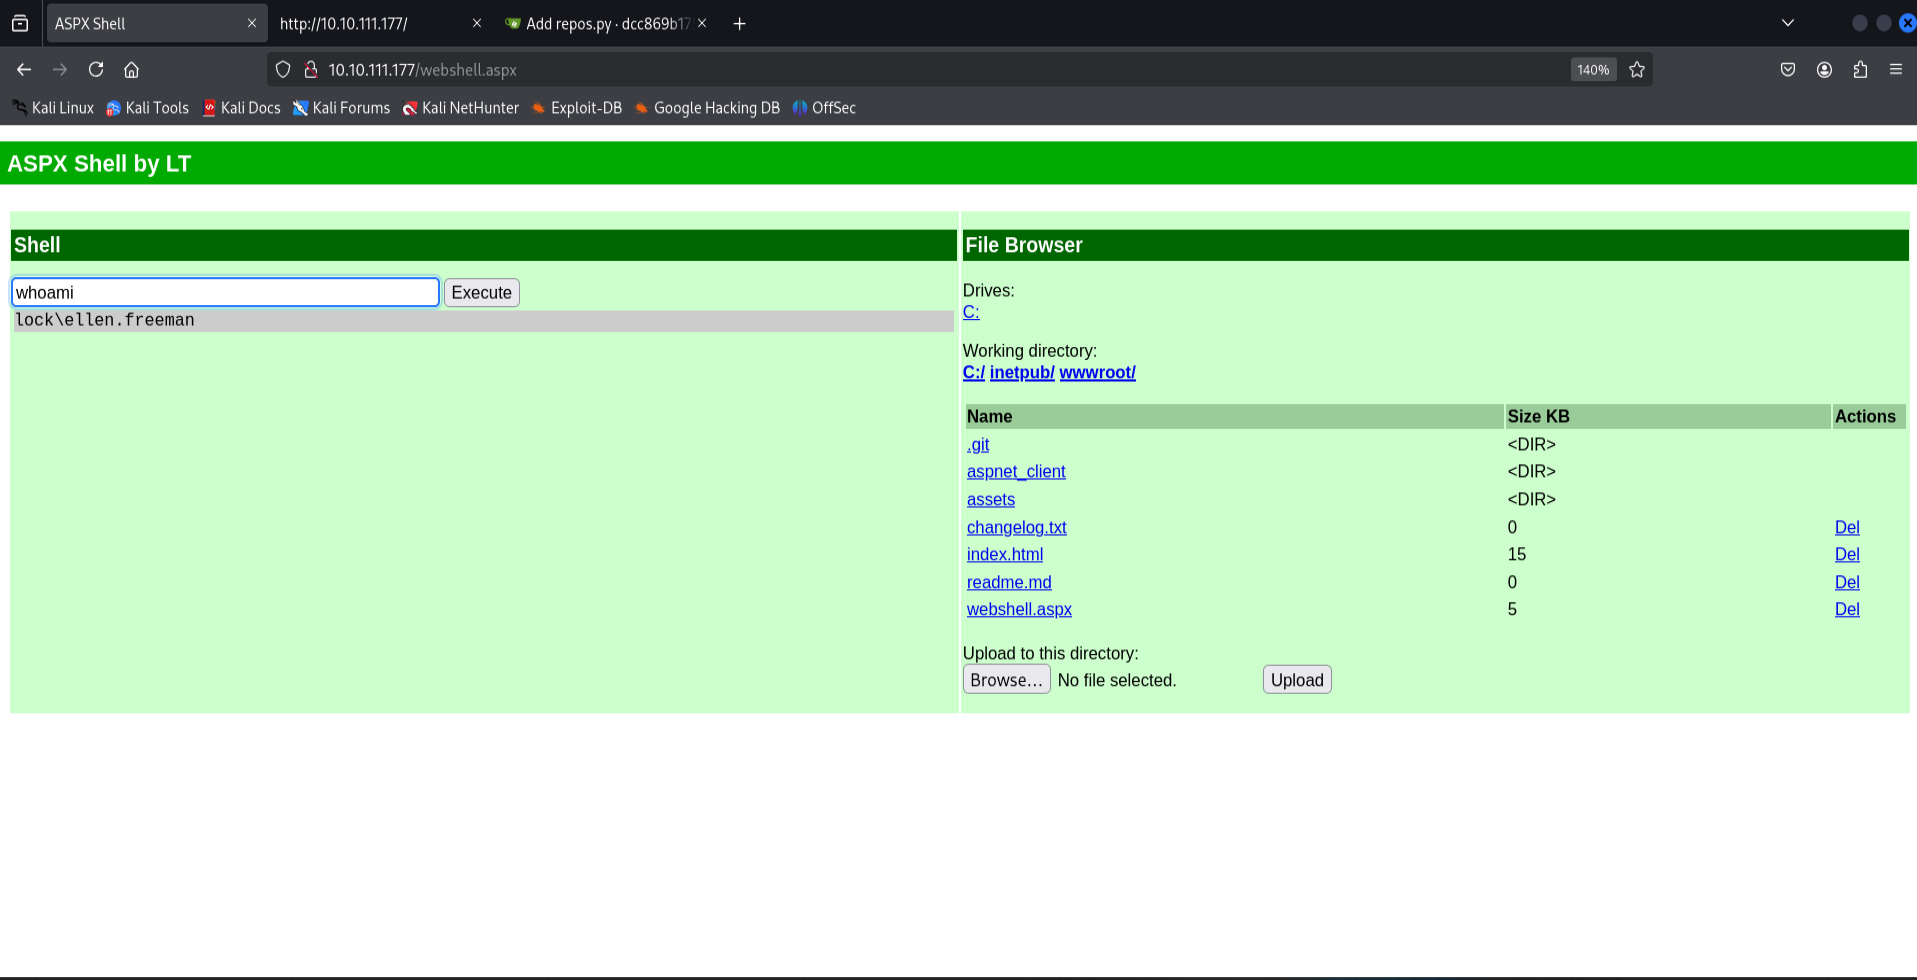 ASPX Shell
http://10.10.111.177/
Add repos.py · dcc869b17
10.10.111.177/webshell.aspx
140%
Kali Linux Kali Tools Kali Docs Kali Forums Kali NetHunter Exploit-DB Google Hacking DB OffSec
ASPX Shell by LT
Shell
whoami Execute
lock\ellen.freeman
File Browser
Drives:
C:
Working directory:
C:/ inetpub/ wwwroot/
Name Size KB Actions
.git <DIR>
aspnet_client <DIR>
assets <DIR>
changelog.txt 0 Del
index.html 15 Del
readme.md 0 Del
webshell.aspx 5 Del
Upload to this directory:
Browse... No file selected. Upload